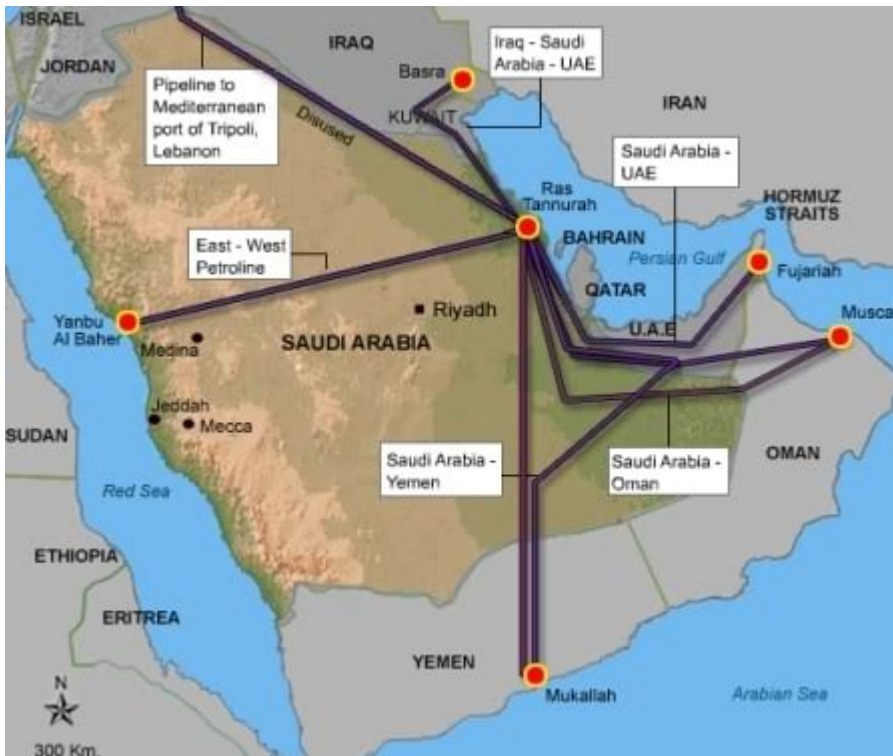 ISRAEL
JORDAN
IRAQ
Basra
Iraq - Saudi
Arabia - UAE
KUWAIT
IRAN
Pipeline to
Mediterranean
port of Tripoli,
Lebanon
Disused
Saudi Arabia -
UAE
Ras
Tannurah
HORMUZ
STRAITS
BAHRAIN
Persian Gulf
Fujariah
East - West
Petroline
QATAR
U.A.E
Musca
Yanbu
Al Baher
Medina
Riyadh
SAUDI ARABIA
Jeddah
Mecca
SUDAN
Red Sea
Saudi Arabia -
Yemen
Saudi Arabia -
Oman
OMAN
ETHIOPIA
ERITREA
YEMEN
Mukallah
Arabian Sea
N
300 Km.